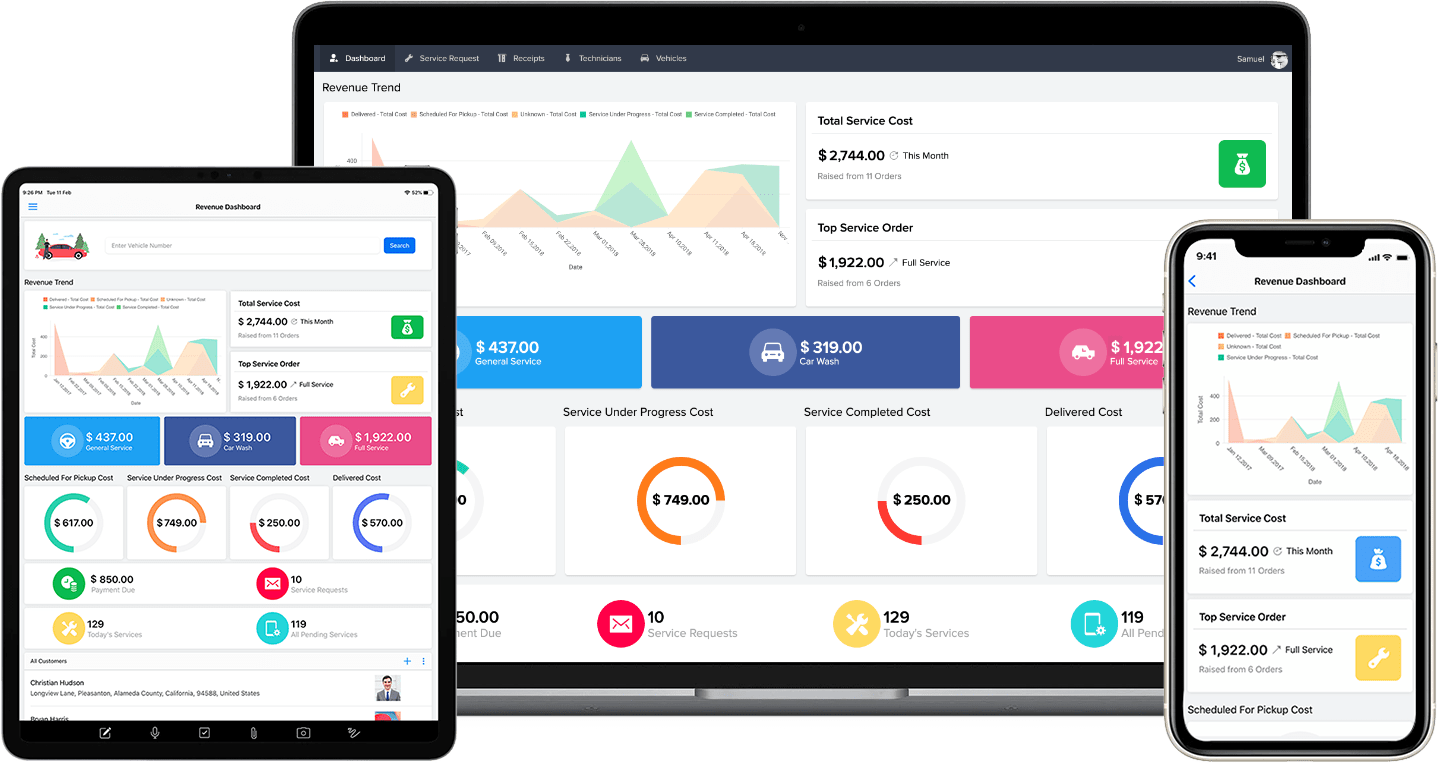 Dashboard
Service Request
Receipts
Technicians
Vehicles
Samuel
Revenue Trend
Delivered - Total Cost
Scheduled For Pickup - Total Cost
Unknown - Total Cost
Service Under Progress - Total Cost
Service Completed - Total Cost
400
2017
Feb 09,2016
Feb 15,2018
Feb 22,2018
Mar 01,2018
Mar 28,2018
Apr 10,2018
Apr 11,2018
Apr 18,2018
Nov
Date
Total Service Cost
$ 2,744.00 This Month
Raised from 11 Orders
Top Service Order
$ 1,922.00 Full Service
Raised from 6 Orders
$ 437.00
General Service
$ 319.00
Car Wash
$ 1,922
Full Service
st
Service Under Progress Cost
Service Completed Cost
Delivered Cost
$ 749.00
$ 250.00
$ 570
50.00
ment Due
10
Service Requests
129
Today's Services
119
All Pend
9:26 PM Tue 11 Feb
52%
Revenue Dashboard
Enter Vehicle Number
Search
Revenue Trend
Delivered - Total Cost
Scheduled For Pickup - Total Cost
Unknown - Total Cost
Service Under Progress - Total Cost
Service Completed - Total Cost
Total Cost
400
200
0
Jan 12,2017
Date
Total Service Cost
$ 2,744.00 This Month
Raised from 11 Orders
Top Service Order
$ 1,922.00 Full Service
Raised from 6 Orders
$ 437.00
General Service
$ 319.00
Car Wash
$ 1,922.00
Full Service
Scheduled For Pickup Cost
Service Under Progress Cost
Service Completed Cost
Delivered Cost
$ 617.00
$ 749.00
$ 250.00
$ 570.00
$ 850.00
Payment Due
10
Service Requests
129
Today's Services
119
All Pending Services
All Customers
Christian Hudson
Longview Lane, Pleasanton, Alameda County, California, 94588, United States
Bryan Harris
9:41
Revenue Dashboard
Revenue Trend
Delivered - Total Cost
Scheduled For Pickup - Total Cost
Unknown - Total Cost
Service Under Progress - Total Cost
Total Cost
400
200
0
Jan 12,2017
Mar 05,2017
Feb 15,2018
Mar 01,2018
Apr 10,2018
Apr 18,2018
Date
Total Service Cost
$ 2,744.00 This Month
Raised from 11 Orders
Top Service Order
$ 1,922.00 Full Service
Raised from 6 Orders
Scheduled For Pickup Cost